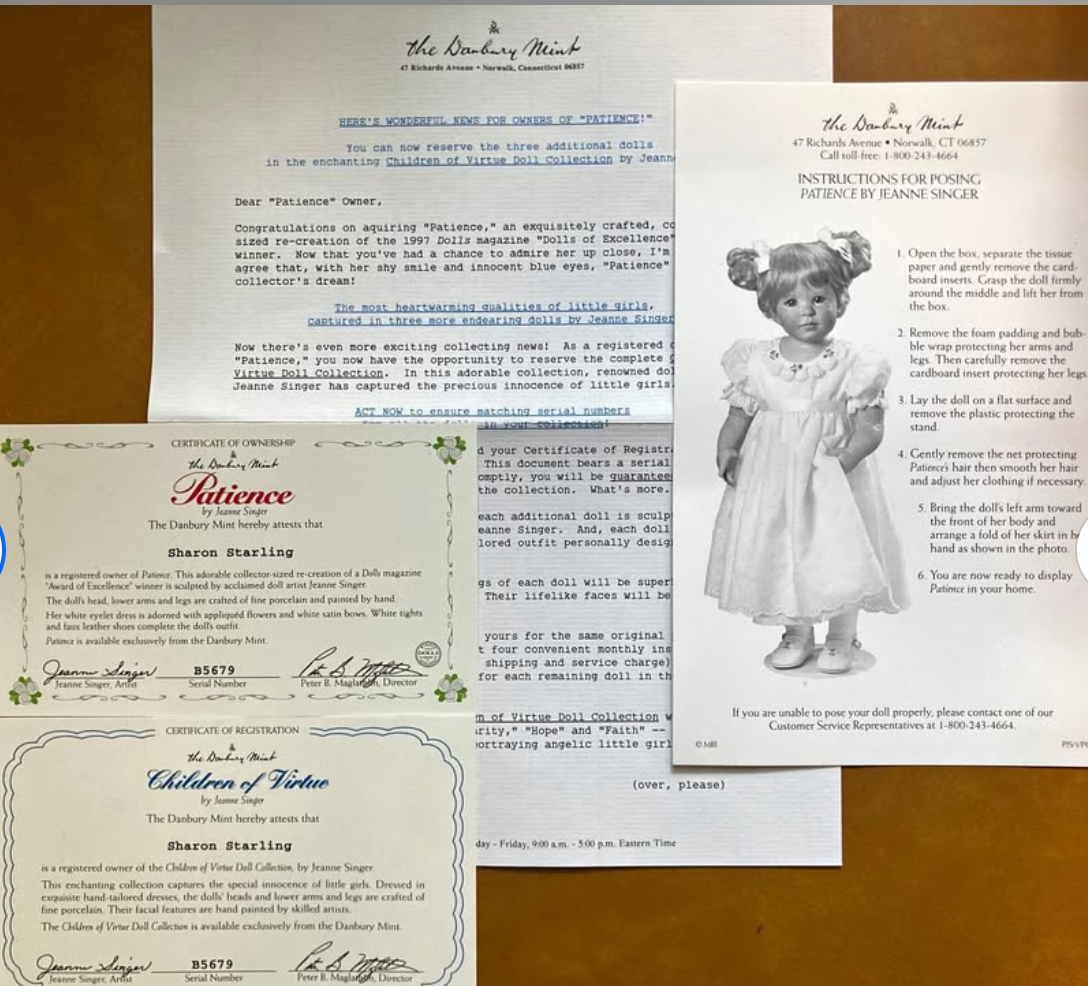 the Danbury Mint
47 Richards Avenue • Norwalk, Connecticut 06857
HERE'S WONDERFUL NEWS FOR OWNERS OF "PATIENCE!"
You can now reserve the three additional dolls
in the enchanting Children of Virtue Doll Collection by Jeann
Dear "Patience" Owner,
Congratulations on aquiring "Patience," an exquisitely crafted, co
sized re-creation of the 1997 Dolls magazine "Dolls of Excellence"
winner. Now that you've had a chance to admire her up close, I'm
agree that, with her shy smile and innocent blue eyes, "Patience"
collector's dream!
The most heartwarming qualities of little girls,
captured in three more endearing dolls by Jeanne Singer
Now there's even more exciting collecting news! As a registered
"Patience," you now have the opportunity to reserve the complete
Virtue Doll Collection. In this adorable collection, renowned do
Jeanne Singer has captured the precious innocence of little girls.
ACT NOW to ensure matching serial numbers
for all the dolls in your collection!
d your Certificate of Registr
This document bears a serial
omptly, you will be guarantee
the collection. What's more.
each additional doll is sculp
eanne Singer. And, each doll
lored outfit personally desig
gs of each doll will be super
Their lifelike faces will be
yours for the same original
t four convenient monthly ins
shipping and service charge)
for each remaining doll in th
n of Virtue Doll Collection w
rity," "Hope" and "Faith" --
ortraying angelic little girl
(over, please)
day - Friday, 9:00 a.m. - 5:00 p.m. Eastern Time
the Danbury Mint
47 Richards Avenue • Norwalk, CT 06857
Call toll-free: 1-800-243-4664
INSTRUCTIONS FOR POSING
PATIENCE BY JEANNE SINGER
1. Open the box, separate the tissue
paper and gently remove the card-
board inserts. Grasp the doll firmly
around the middle and lift her from
the box.
2. Remove the foam padding and bub-
ble wrap protecting her arms and
legs. Then carefully remove the
cardboard insert protecting her legs
3. Lay the doll on a flat surface and
remove the plastic protecting the
stand.
4. Gently remove the net protecting
Patience's hair then smooth her hair
and adjust her clothing if necessary.
5. Bring the doll's left arm toward
the front of her body and
arrange a fold of her skirt in h
hand as shown in the photo.
6. You are now ready to display
Patience in your home.
If you are unable to pose your doll properly, please contact one of our
Customer Service Representatives at 1-800-243-4664.
© MBI
CERTIFICATE OF OWNERSHIP
the Danbury Mint
Patience
by Jeanne Singer
The Danbury Mint hereby attests that
Sharon Starling
is a registered owner of Patience. This adorable collector-sized re-creation of a Dolls magazine
"Award of Excellence" winner is sculpted by acclaimed doll artist Jeanne Singer.
The doll's head, lower arms and legs are crafted of fine porcelain and painted by hand.
Her white eyelet dress is adorned with appliquéd flowers and white satin bows. White tights
and faux leather shoes complete the doll's outfit.
Patience is available exclusively from the Danbury Mint.
Jeanne Singer
B5679
Jeanne Singer, Artist
Serial Number
Peter B. Maglathlin, Director
CERTIFICATE OF REGISTRATION
the Danbury Mint
Children of Virtue
by Jeanne Singer
The Danbury Mint hereby attests that
Sharon Starling
is a registered owner of the Children of Virtue Doll Collection, by Jeanne Singer.
This enchanting collection captures the special innocence of little girls. Dressed in
exquisite hand-tailored dresses, the dolls' heads and lower arms and legs are crafted of
fine porcelain. Their facial features are hand painted by skilled artists.
The Children of Virtue Doll Collection is available exclusively from the Danbury Mint.
Jeanne Singer
B5679
Jeanne Singer, Artist
Serial Number
Peter B. Maglathlin, Director